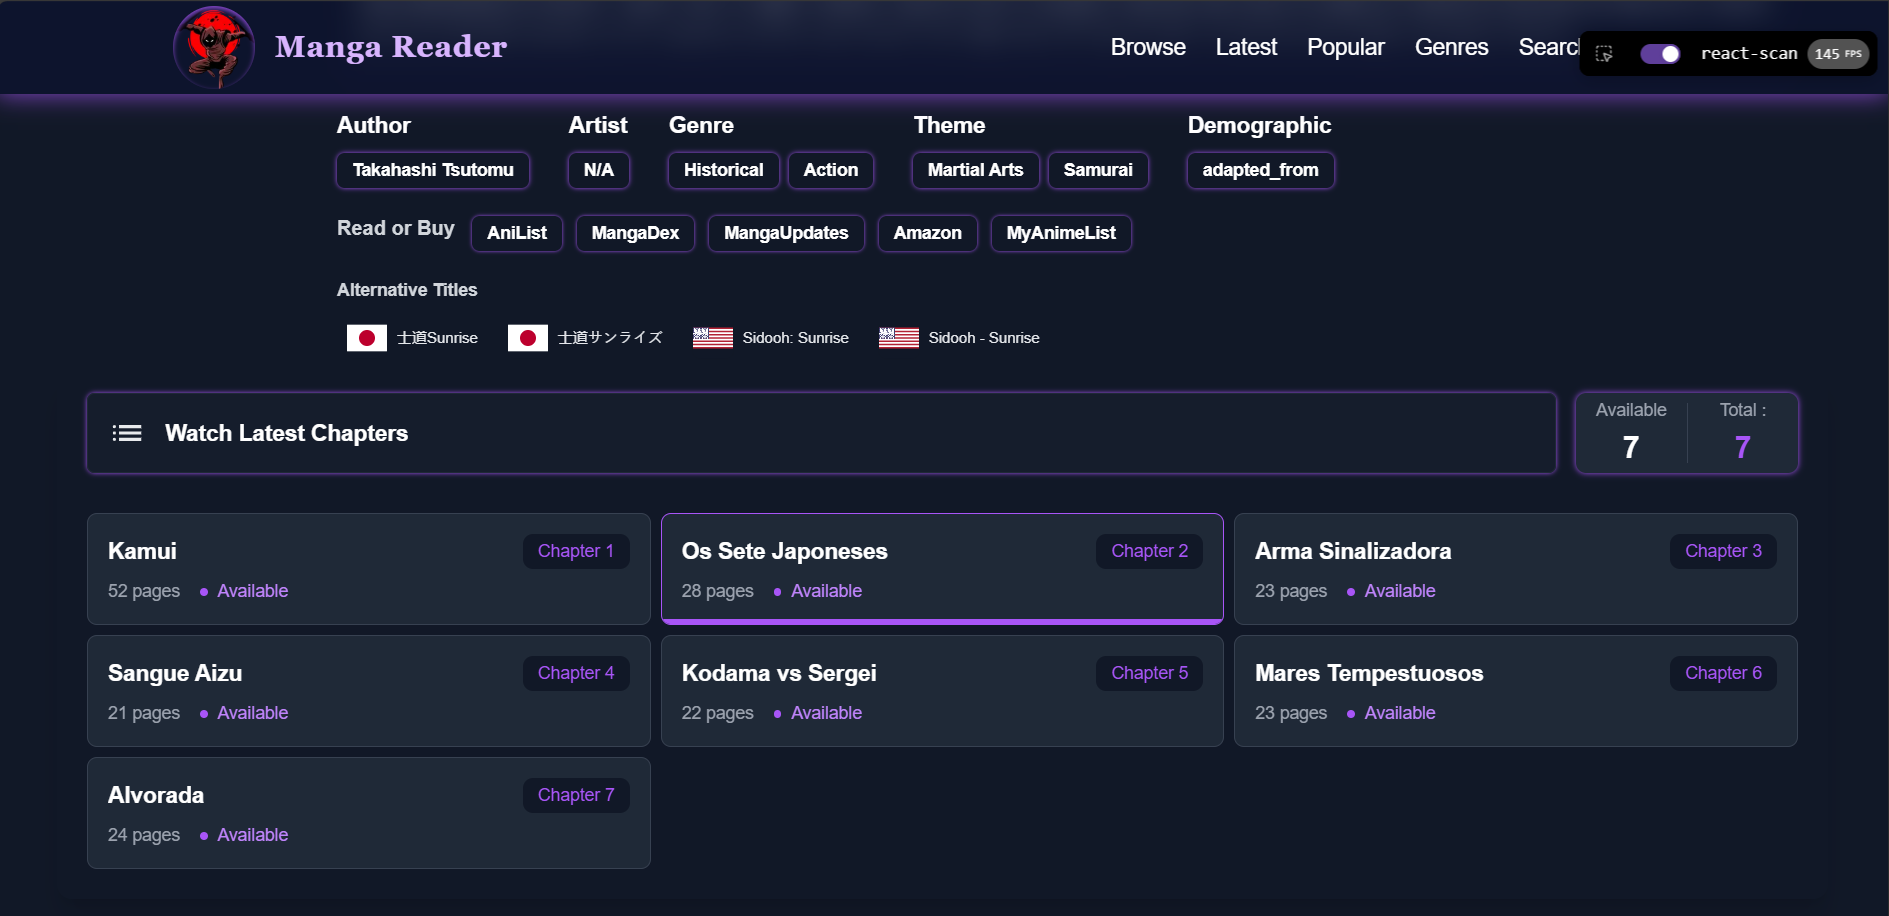 Manga Reader
Browse Latest Popular Genres Search
react-scan 145 FPS
Author Artist Genre Theme Demographic
Takahashi Tsutomu N/A Historical Action Martial Arts Samurai adapted_from
Read or Buy AniList MangaDex MangaUpdates Amazon MyAnimeList
Alternative Titles
士道Sunrise 士道サンライズ Sidooh: Sunrise Sidooh - Sunrise
Watch Latest Chapters
Available Total :
7 7
Kamui Chapter 1
52 pages Available
Os Sete Japoneses Chapter 2
28 pages Available
Arma Sinalizadora Chapter 3
23 pages Available
Sangue Aizu Chapter 4
21 pages Available
Kodama vs Sergei Chapter 5
22 pages Available
Mares Tempestuosos Chapter 6
23 pages Available
Alvorada Chapter 7
24 pages Available